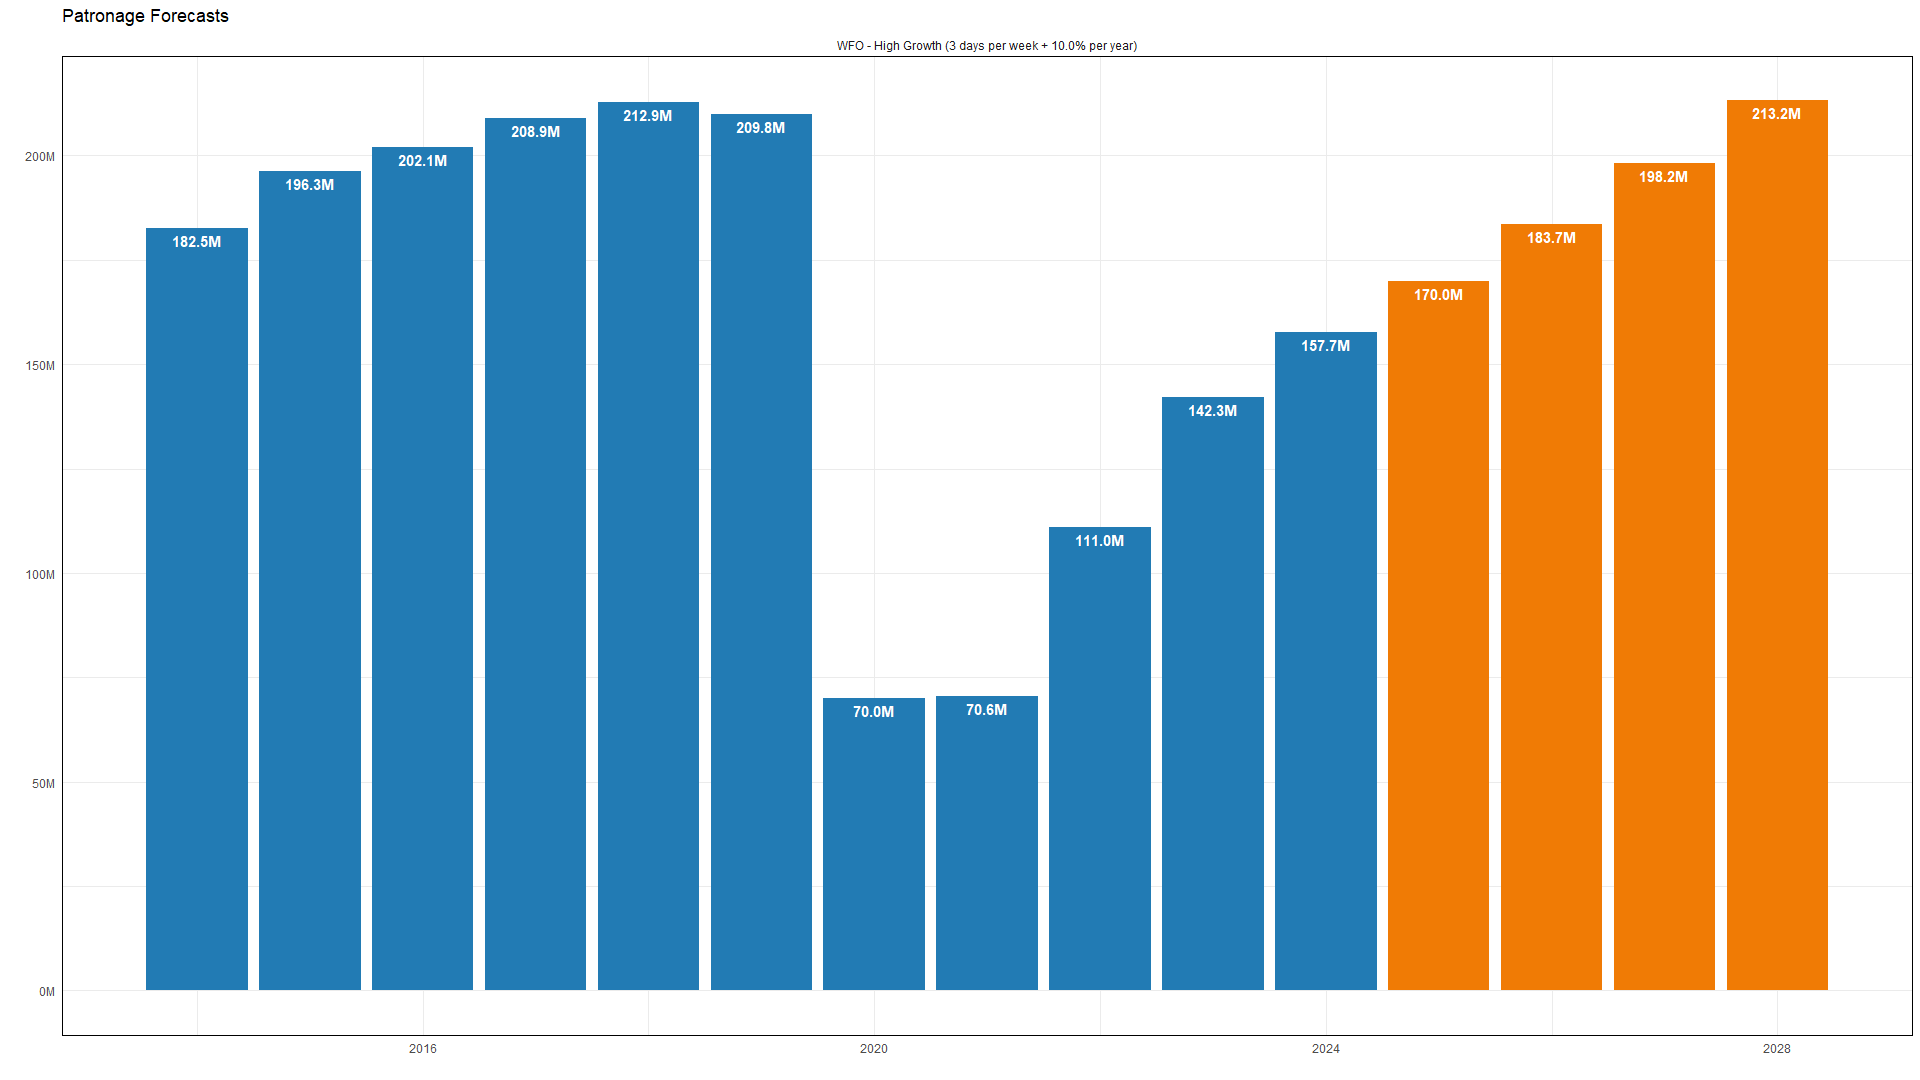 Patronage Forecasts
WFO - High Growth (3 days per week + 10.0% per year)
200M
150M
100M
50M
0M
182.5M
196.3M
202.1M
208.9M
212.9M
209.8M
70.0M
70.6M
111.0M
142.3M
157.7M
170.0M
183.7M
198.2M
213.2M
2016
2020
2024
2028